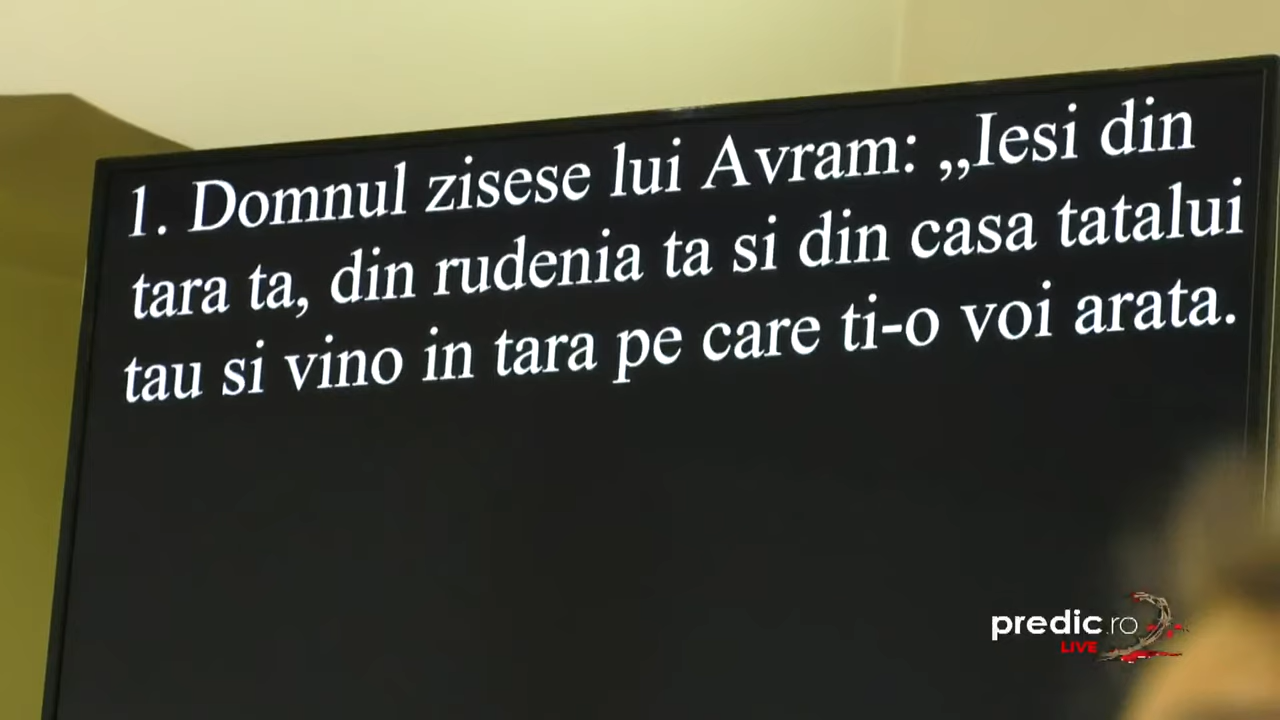 1. Domnul zisese lui Avram: ,,Iesi din
tara ta, din rudenia ta si din casa tatalui
tau si vino in tara pe care ti-o voi arata.
predic.ro
LIVE